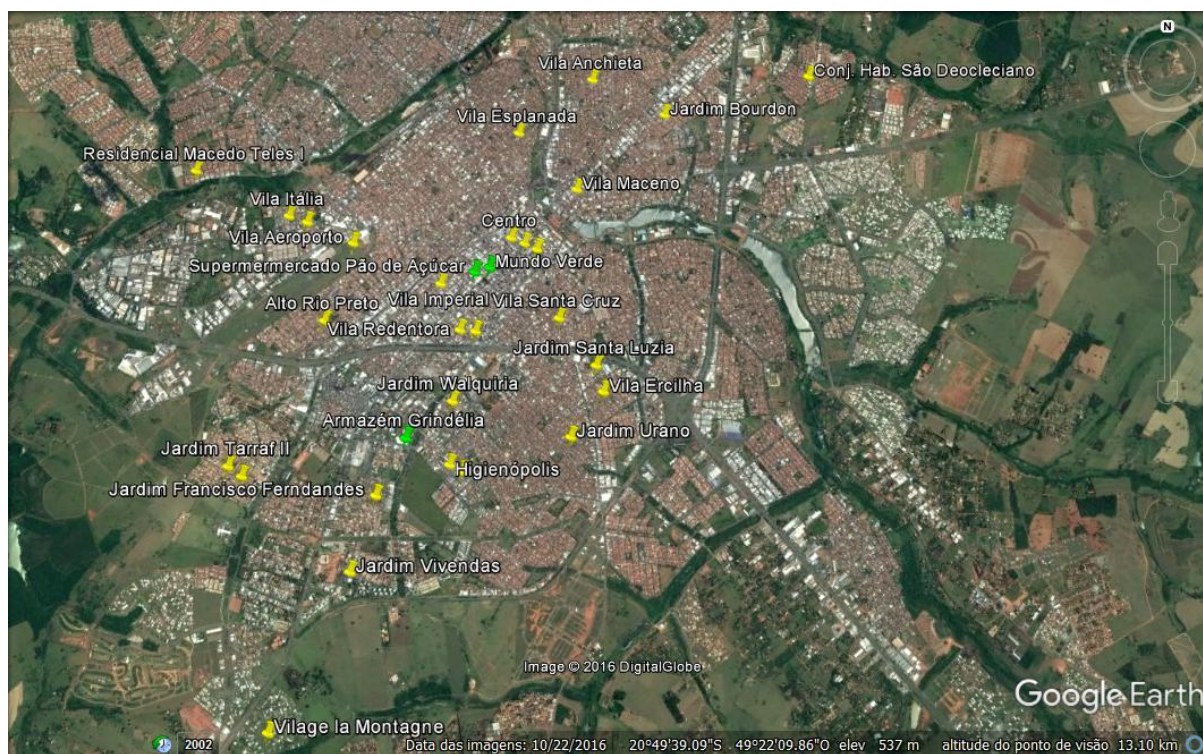 N
Vila Anchieta
Conj. Hab. São Deocleciano
Jardim Bourdon
Vila Esplanada
Residencial Macedo Teles I
Vila Maceno
Vila Itália
Centro
Vila Aeroporto
Supermermercado Pão de Açúcar
Mundo Verde
Alto Rio Preto
Vila Imperial
Vila Santa Cruz
Vila Redentora
Jardim Santa Luzia
Jardim Walquiria
Vila Ercilha
Armazém Grindélia
Jardim Urano
Jardim Tarraf II
Higienópolis
Jardim Francisco Ferndandes
Jardim Vivendas
Image © 2016 DigitalGlobe
Google Earth
Vilage la Montagne
2002
Data das imagens: 10/22/2016 20°49'39.09"S 49°22'09.86"O elev 537 m altitude do ponto de visão 13.10 km